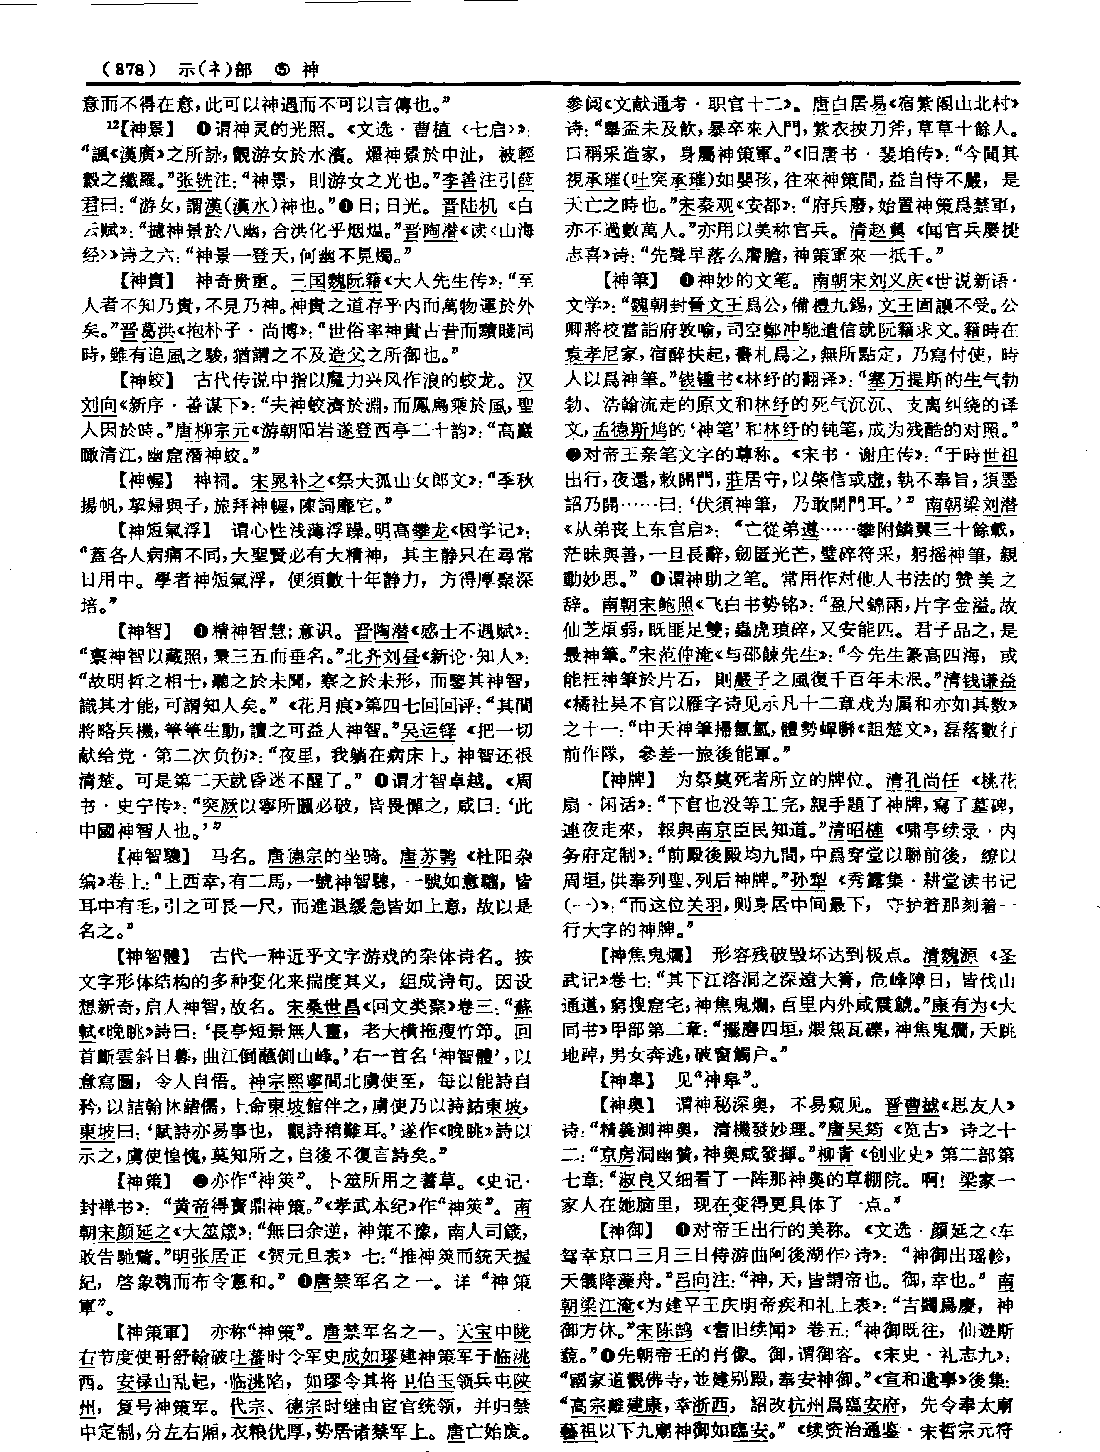 (878) 示(礻)部 ⑤ 神
意而不得在意，此可以神遇而不可以言傳也。”
12【神景】 ❶谓神灵的光照。《文选·曹植〈七启〉》：
“諷《漢廣》之所詠，觀游女於水濱。燿神景於中沚，被輕
縠之纖羅。”张铣注：“神景，則游女之光也。”李善注引薛
君曰：“游女，謂漢(漢水)神也。”❷日；日光。晋陆机《白
云赋》：“攄神景於八幽，合洪化乎烟熅。”晋陶潜《读〈山海
经〉》诗之六：“神景一登天，何幽不見燭。”
【神貴】 神奇贵重。三国魏阮籍《大人先生传》：“至
人者不知乃貴，不見乃神。神貴之道存乎内而萬物運於外
矣。”晋葛洪《抱朴子·尚博》：“世俗率神貴古昔而黷賤同
時，雖有追風之駿，猶謂之不及造父之所御也。”
【神蛟】 古代传说中指以魔力兴风作浪的蛟龙。汉
刘向《新序·善谋下》：“夫神蛟濟於淵，而鳳鳥乘於風，聖
人因於時。”唐柳宗元《游朝阳岩遂登西亭二十韵》：“高巖
瞰清江，幽窟潛神蛟。”
【神幄】 神祠。宋晁补之《祭大孤山女郎文》：“季秋
揚帆，挈婦與子，旅拜神幄，陳詞靡它。”
【神短氣浮】 谓心性浅薄浮躁。明高攀龙《困学记》：
“蓋各人病痛不同，大聖賢必有大精神，其主静只在尋常
日用中。學者神短氣浮，便須數十年静力，方得厚聚深
培。”
【神智】 ❶精神智慧；意识。晋陶潜《感士不遇赋》：
“禀神智以藏照，秉三五而垂名。”北齐刘昼《新论·知人》：
“故明哲之相士，聽之於未聞，察之於未形，而鑒其神智，
識其才能，可謂知人矣。”《花月痕》第四七回回评：“其間
將略兵機，筆筆生動，讀之可益人神智。”吴运铎《把一切
献给党·第二次负伤》：“夜里，我躺在病床上，神智还很
清楚。可是第二天就昏迷不醒了。”❷谓才智卓越。《周
书·史宁传》：“突厥以寧所圖必破，皆畏憚之，咸曰：‘此
中國神智人也。’”
【神智驄】 马名。唐德宗的坐骑。唐苏鹗《杜阳杂
编》卷上：“上西幸，有二馬，一號神智驄，一號如意騮，皆
耳中有毛，引之可長一尺，而進退緩急皆如上意，故以是
名之。”
【神智體】 古代一种近乎文字游戏的杂体诗名。按
文字形体结构的多种变化来揣度其义，组成诗句。因设
想新奇，启人神智，故名。宋桑世昌《回文类聚》卷三：“蘇
軾《晚眺》詩曰：‘長亭短景無人畫，老大横拖瘦竹筇。回
首斷雲斜日暮，曲江倒蘸側山峰。’右一首名‘神智體’，以
意寫圖，令人自悟。神宗熙寧間北虜使至，每以能詩自
矜，以詰翰林諸儒，上命東坡館伴之，虜使乃以詩詰東坡，
東坡曰：‘賦詩亦易事也，觀詩稍難耳。’遂作《晚眺》詩以
示之，虜使惶愧，莫知所之，自後不復言詩矣。”
【神策】 ❶亦作“神筴”。卜筮所用之蓍草。《史记·
封禅书》：“黄帝得寶鼎神策。”《孝武本纪》作“神筴”。南
朝宋颜延之《大筮箴》：“無曰余逆，神策不豫，南人司箴，
敢告馳騖。”明张居正《贺元旦表》七：“推神筴而統天握
紀，啓象魏而布令憲和。”❷唐禁军名之一。详“神策
軍”。
【神策軍】 亦称“神策”。唐禁军名之一。天宝中陇
右节度使哥舒翰破吐蕃时令军史成如璆建神策军于临洮
西。安禄山乱起，临洮陷，如璆令其将卫伯玉领兵屯陕
州，复号神策军。代宗、德宗时继由宦官统领，并归禁
中定制，分左右厢，衣粮优厚，势居诸禁军上。唐亡始废。
参阅《文献通考·职官十二》。唐白居易《宿紫阁山北村》
诗：“舉盃未及飲，暴卒來入門，紫衣挾刀斧，草草十餘人。
口稱采造家，身屬神策軍。”《旧唐书·裴垍传》：“今聞其
視承璀(吐突承璀)如嬰孩，往來神策間，益自恃不嚴，是
天亡之時也。”宋秦观《安都》：“府兵廢，始置神策爲禁軍，
亦不過數萬人。”亦用以美称官兵。清赵翼《闻官兵屡捷
志喜》诗：“先聲早落么麽膽，神策軍來一抵千。”
【神筆】 ❶神妙的文笔。南朝宋刘义庆《世说新语·
文学》：“魏朝封晉文王爲公，備禮九錫，文王固讓不受。公
卿將校當詣府敦喻，司空鄭冲馳遣信就阮籍求文。籍時在
袁孝尼家，宿醉扶起，書札爲之，無所點定，乃寫付使，時
人以爲神筆。”钱锺书《林纾的翻译》：“塞万提斯的生气勃
勃、浩翰流走的原文和林纾的死气沉沉、支离纠绕的译
文，孟德斯鸠的‘神笔’和林纾的钝笔，成为残酷的对照。”
❷对帝王亲笔文字的尊称。《宋书·谢庄传》：“于時世祖
出行，夜還，敕開門，莊居守，以棨信或虚，執不奉旨，須墨
詔乃開……曰：‘伏須神筆，乃敢開門耳。’”南朝梁刘潜
《从弟丧上东宫启》：“亡從弟遵……攀附鱗翼三十餘載，
茫昧與善，一旦長辭，劒匱光芒，璧碎符采，躬摇神筆，親
動妙思。”❸谓神助之笔。常用作对他人书法的赞美之
辞。南朝宋鲍照《飞白书势铭》：“盈尺錦兩，片字金溢。故
仙芝煩弱，既匪足雙；蟲虎瑣碎，又安能匹。君子品之，是
最神筆。”宋范仲淹《与邵餗先生》：“今先生篆高四海，或
能枉神筆於片石，則嚴子之風復千百年未泯。”清钱谦益
《橘社吴不官以雁字诗见示凡十二章戏为属和亦如其数》
之十一：“中天神筆掃氤氲，體勢蟬聯《詛楚文》，磊落數行
前作隊，參差一旅後能軍。”
【神牌】 为祭奠死者所立的牌位。清孔尚任《桃花
扇·闲话》：“下官也没等工完，親手題了神牌，寫了墓碑，
連夜走來，報與南京臣民知道。”清昭槤《啸亭续录·内
务府定制》：“前殿後殿均九間，中爲穿堂以聯前後，繚以
周垣，供奉列聖、列后神牌。”孙犁《秀露集·耕堂读书记
(一)》：“而这位关羽，则身居中间最下，守护着那刻着一
行大字的神牌。”
【神焦鬼爛】 形容残破毁坏达到极点。清魏源《圣
武记》卷七：“其下江溶洞之深遠大箐，危峰障日，皆伐山
通道，窮搜窟宅，神焦鬼爛，百里内外咸震讋。”康有为《大
同书》甲部第二章：“攤磨四垣，煨爇瓦礫，神焦鬼爛，天跳
地踔，男女奔逃，破窗觸户。”
【神皐】 见“神皋”。
【神奥】 谓神秘深奥，不易窥见。晋曹摅《思友人》
诗：“精義測神奥，清機發妙理。”唐吴筠《览古》诗之十
二：“京房洞幽贊，神奥咸發揮。”柳青《创业史》第二部第
七章：“淑良又细看了一阵那神奥的草棚院。啊！梁家一
家人在她脑里，现在变得更具体了一点。”
【神御】 ❶对帝王出行的美称。《文选·颜延之〈车
驾幸京口三月三日侍游曲阿後湖作〉诗》：“神御出瑶軫，
天儀降藻舟。”吕向注：“神，天，皆謂帝也。御，幸也。”南
朝梁江淹《为建平王庆明帝疾和礼上表》：“古闢爲慶，神
御方休。”宋陈鹄《耆旧续闻》卷五：“神御既往，仙遊斯
藐。”❷先朝帝王的肖像。御，谓御容。《宋史·礼志九》：
“國家道觀佛寺，並建别殿，奉安神御。”《宣和遗事》後集：
“高宗離建康，幸浙西，詔改杭州爲臨安府，先令奉太廟
藝祖以下九廟神御如臨安。”《续资治通鉴·宋哲宗元符